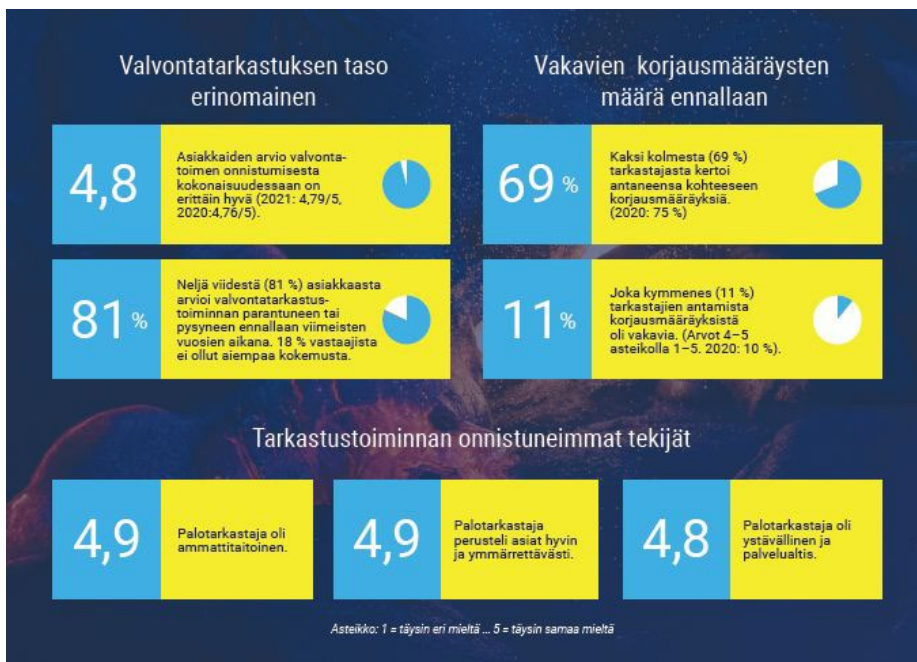 Valvontatarkastuksen taso
erinomainen
4,8
Asiakkaiden arvio valvonta-
toimen onnistumisesta
kokonaisuudessaan on
erittäin hyvä (2021: 4,79/5,
2020:4,76/5).
81 %
Neljä viidestä (81 %) asiakkaasta
arvioi valvontatarkastus-
toiminnan parantuneen tai
pysyneen ennallaan viimeisten
vuosien aikana. 18 % vastaajista
ei ollut aiempaa kokemusta.
Vakavien korjausmääräysten
määrä ennallaan
69 %
Kaksi kolmesta (69 %)
tarkastajasta kertoi
antaneensa kohteeseen
korjausmääräyksiä.
(2020: 75 %)
11 %
Joka kymmenes (11 %)
tarkastajien antamista
korjausmääräyksistä
oli vakavia. (Arvot 4–5
asteikolla 1–5. 2020: 10 %).
Tarkastustoiminnan onnistuneimmat tekijät
4,9
Palotarkastaja oli
ammattitaitoinen.
4,9
Palotarkastaja
perusteli asiat hyvin
ja ymmärrettävästi.
4,8
Palotarkastaja oli
ystävällinen ja
palvelualtis.
Asteikko: 1 = täysin eri mieltä ... 5 = täysin samaa mieltä